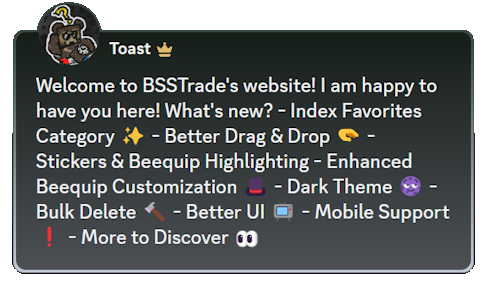 Toast
Welcome to BSSTrade's website! I am happy to
have you here! What's new? - Index Favorites
Category ✨ - Better Drag & Drop 🤏 -
Stickers & Beequip Highlighting - Enhanced
Beequip Customization 🎩 - Dark Theme 🌚 -
Bulk Delete 🔨 - Better UI 📺 - Mobile Support
❗ - More to Discover 👀